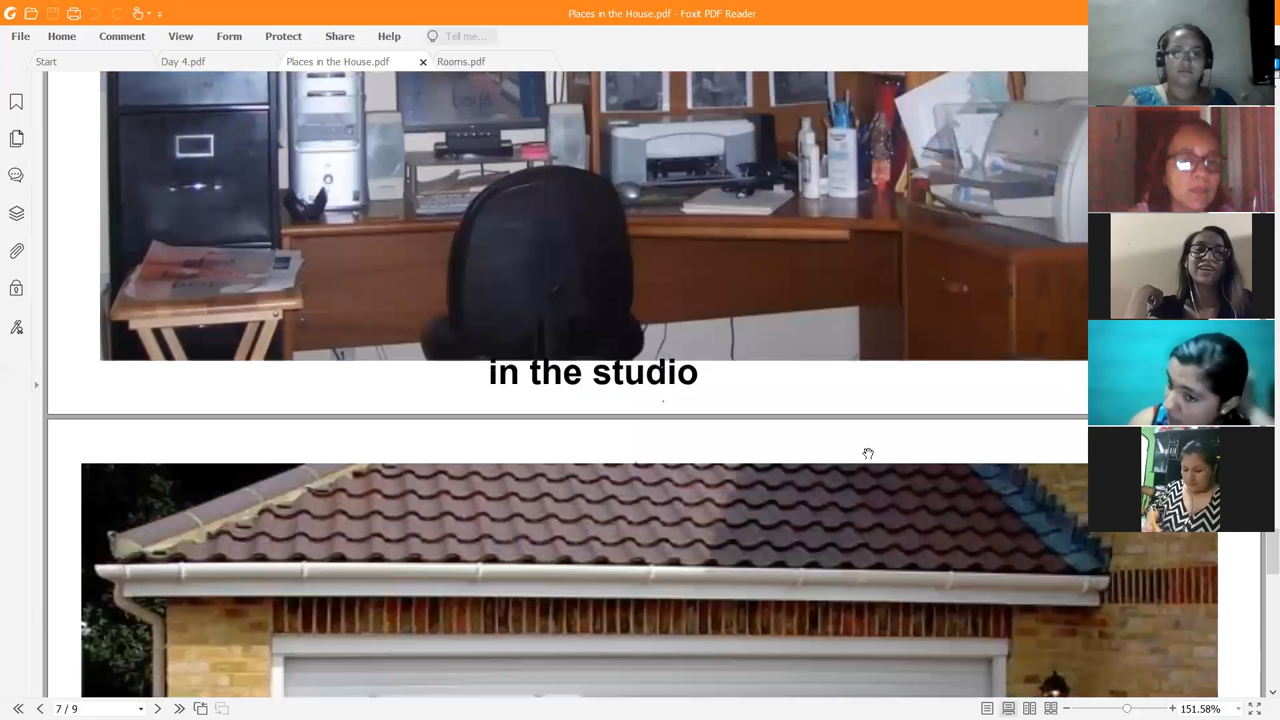 Places in the House.pdf - Foxit PDF Reader
File Home Comment View Form Protect Share Help Tell me...
Start Day 4.pdf Places in the House.pdf Rooms.pdf
in the studio
7 / 9 151.58%